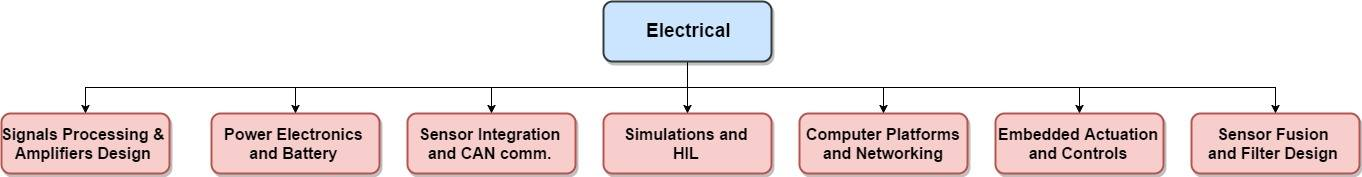 Electrical
Signals Processing &
Amplifiers Design
Power Electronics
and Battery
Sensor Integration
and CAN comm.
Simulations and
HIL
Computer Platforms
and Networking
Embedded Actuation
and Controls
Sensor Fusion
and Filter Design